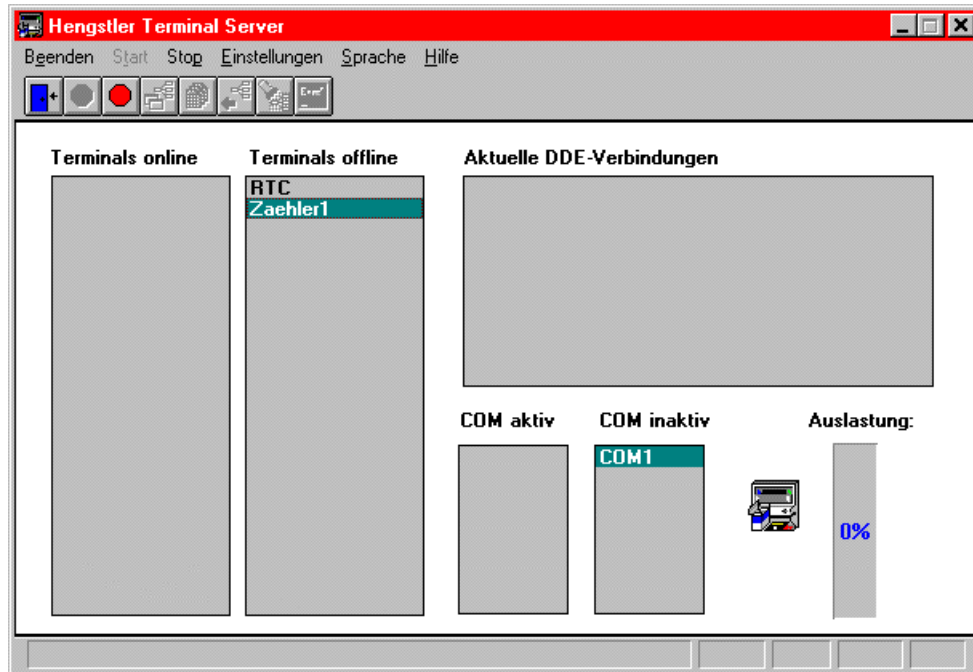 Hengstler Terminal Server
Beenden Start Stop Einstellungen Sprache Hilfe
Terminals online Terminals offline Aktuelle DDE-Verbindungen
RTC
Zaehler1
COM aktiv COM inaktiv Auslastung:
COM1
0%